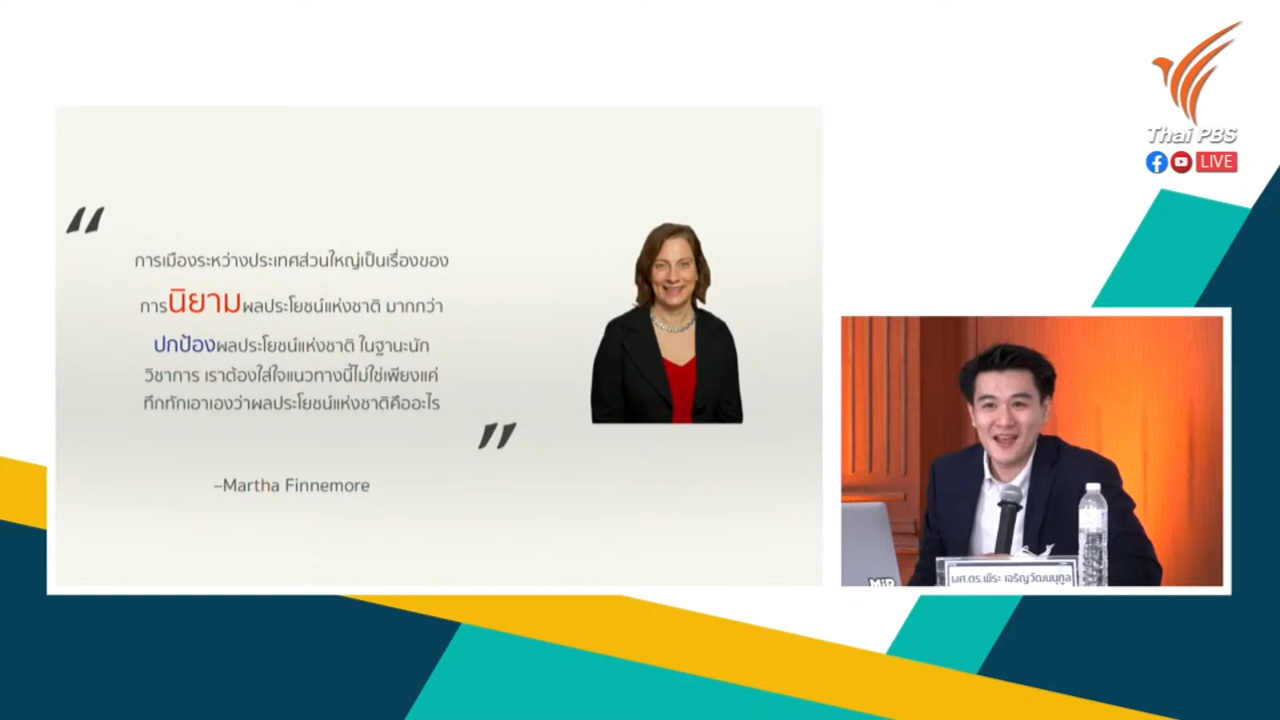 Thai PBS
LIVE
“
การเมืองระหว่างประเทศส่วนใหญ่เป็นเรื่องของ
การนิยามผลประโยชน์แห่งชาติ มากกว่า
ปกป้องผลประโยชน์แห่งชาติ ในฐานะนัก
วิชาการ เราต้องใส่ใจแนวทางนี้ไม่ใช่เพียงแค่
ทึกทักเอาเองว่าผลประโยชน์แห่งชาติคืออะไร
”
–Martha Finnemore
ผศ.ดร.พีระ เจริญวัฒนนุกูล